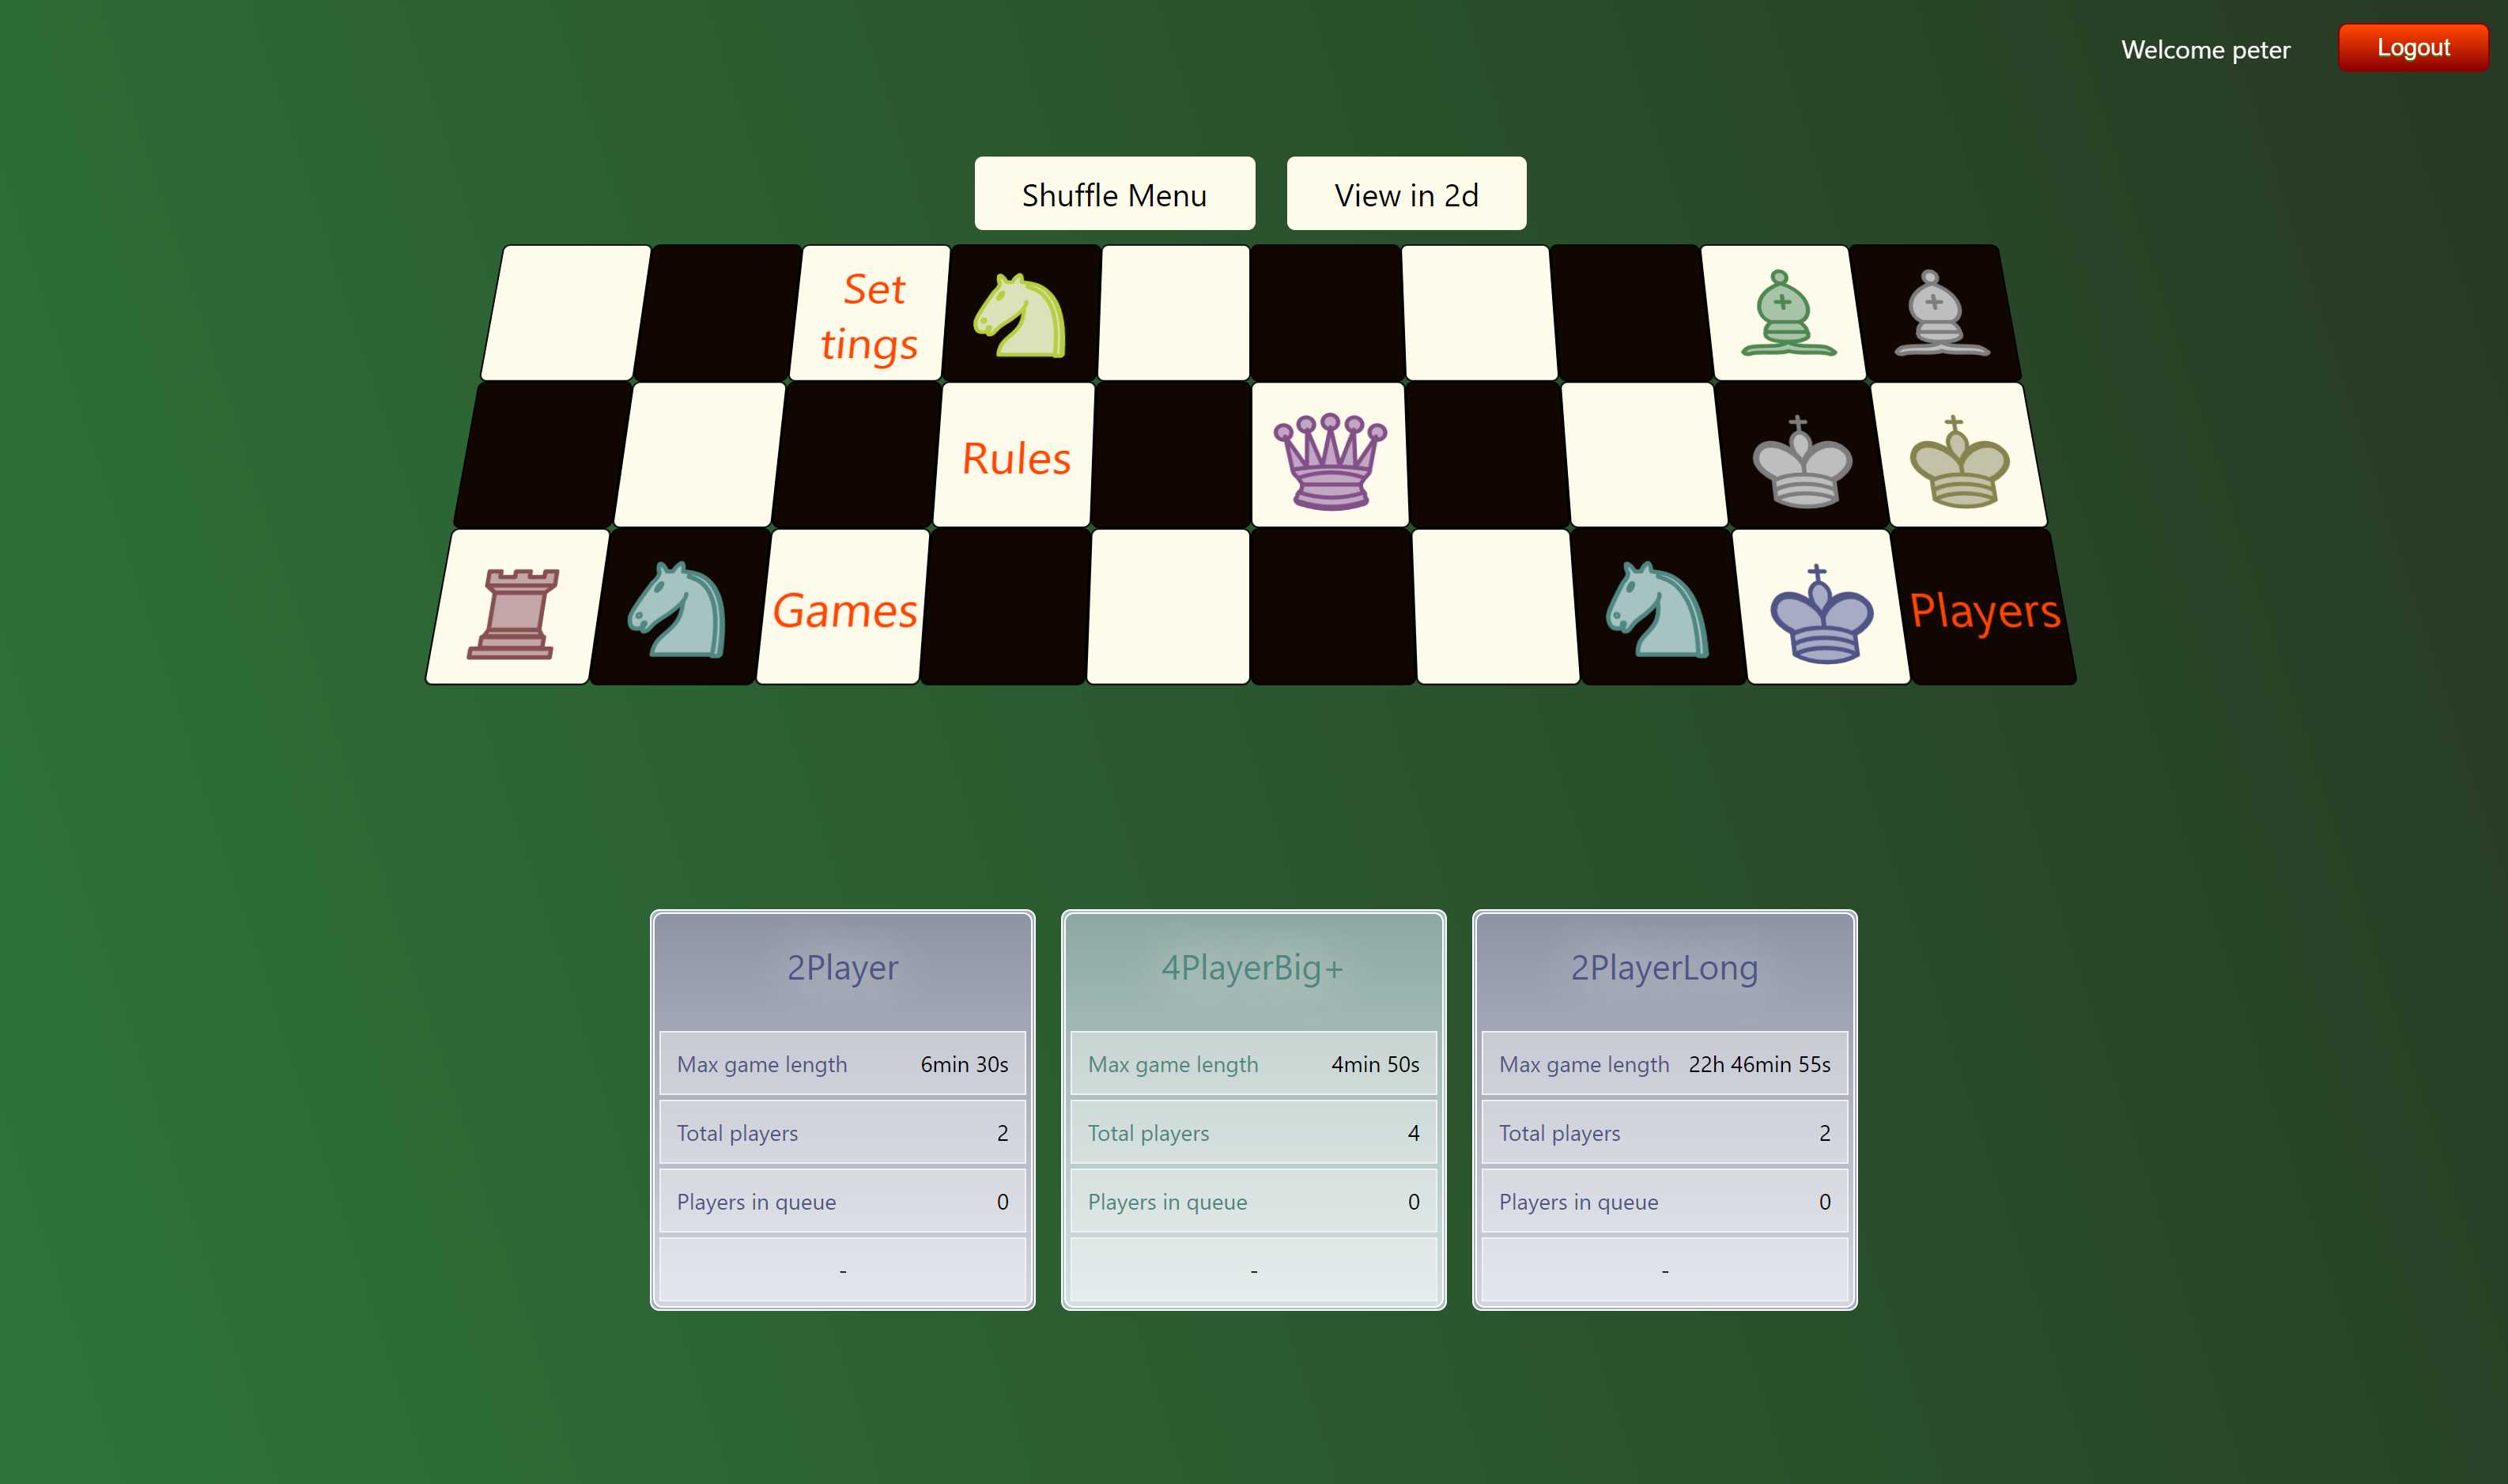 Welcome peter
Logout
Shuffle Menu
View in 2d
Set
tings
Rules
Games
Players
2Player
Max game length 6min 30s
Total players 2
Players in queue 0
-
4PlayerBig+
Max game length 4min 50s
Total players 4
Players in queue 0
-
2PlayerLong
Max game length 22h 46min 55s
Total players 2
Players in queue 0
-